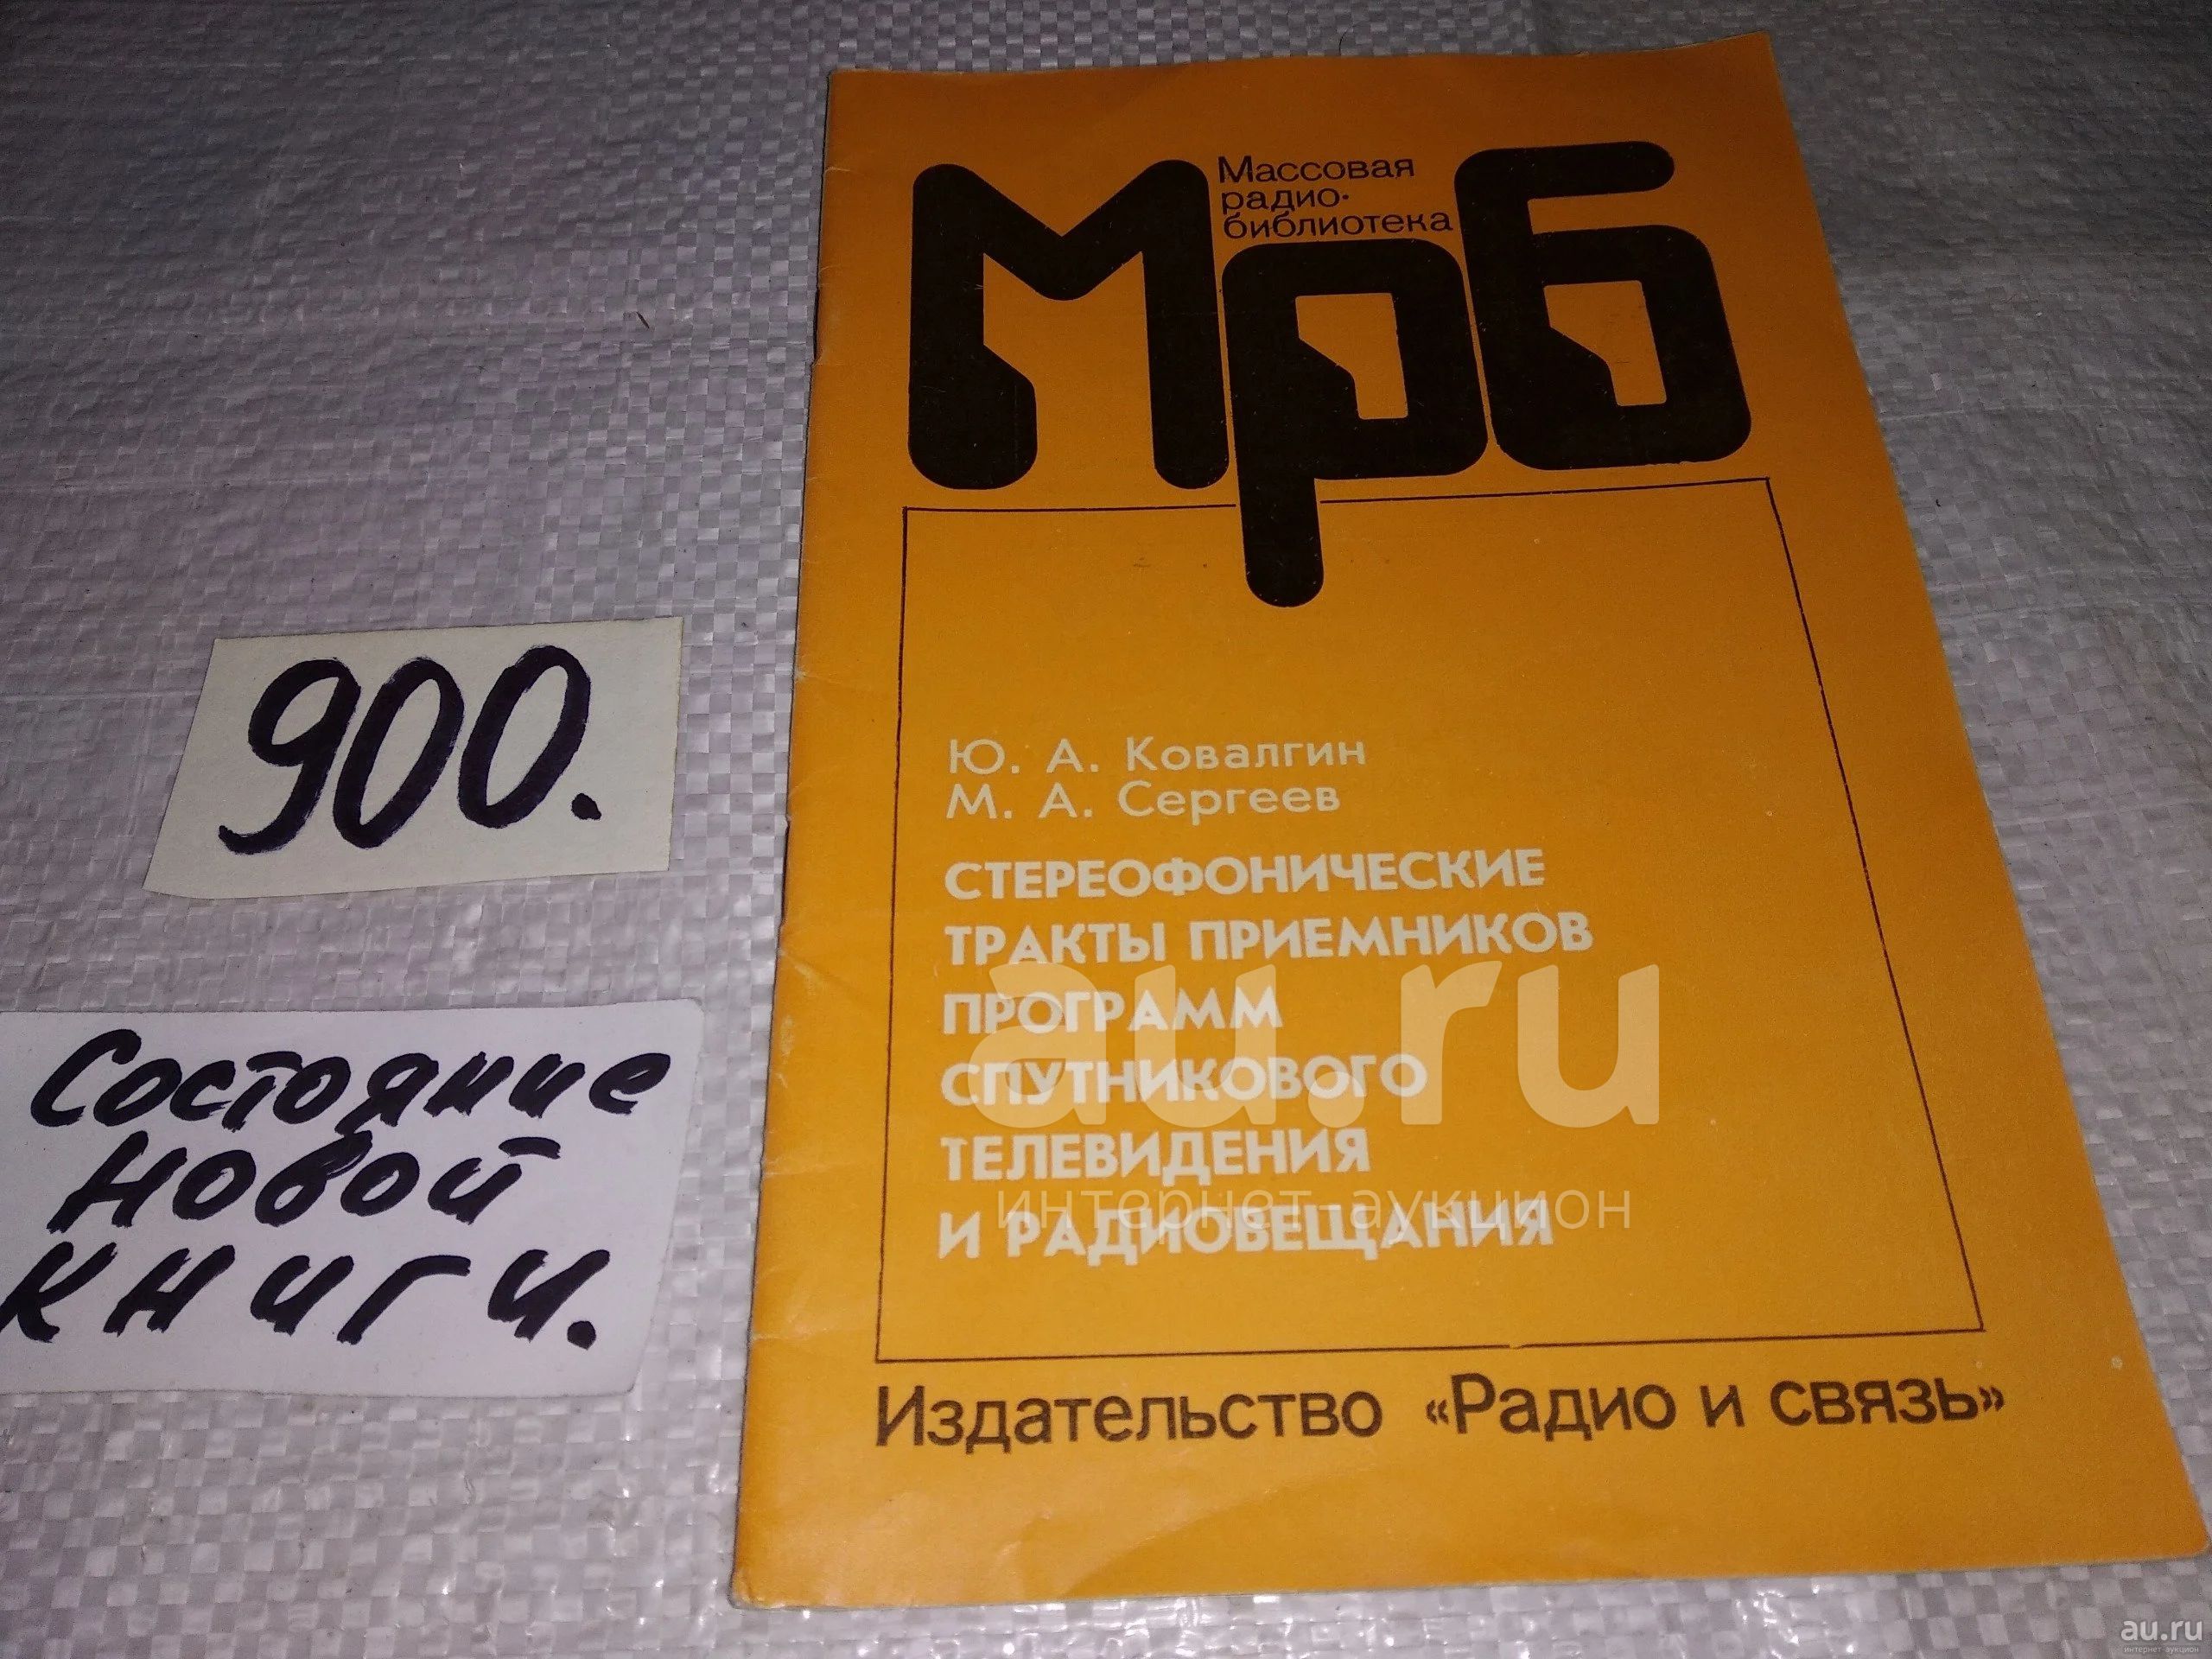 Массовая
радио-
библиотека
Мрб
900.
Состояние
новой
книги.
Ю. А. Ковалгин
М. А. Сергеев
СТЕРЕОФОНИЧЕСКИЕ
ТРАКТЫ ПРИЕМНИКОВ
ПРОГРАММ
СПУТНИКОВОГО
ТЕЛЕВИДЕНИЯ
И РАДИОВЕЩАНИЯ
au.ru
интернет-аукцион
Издательство «Радио и связь»
au.ru
интернет-аукцион